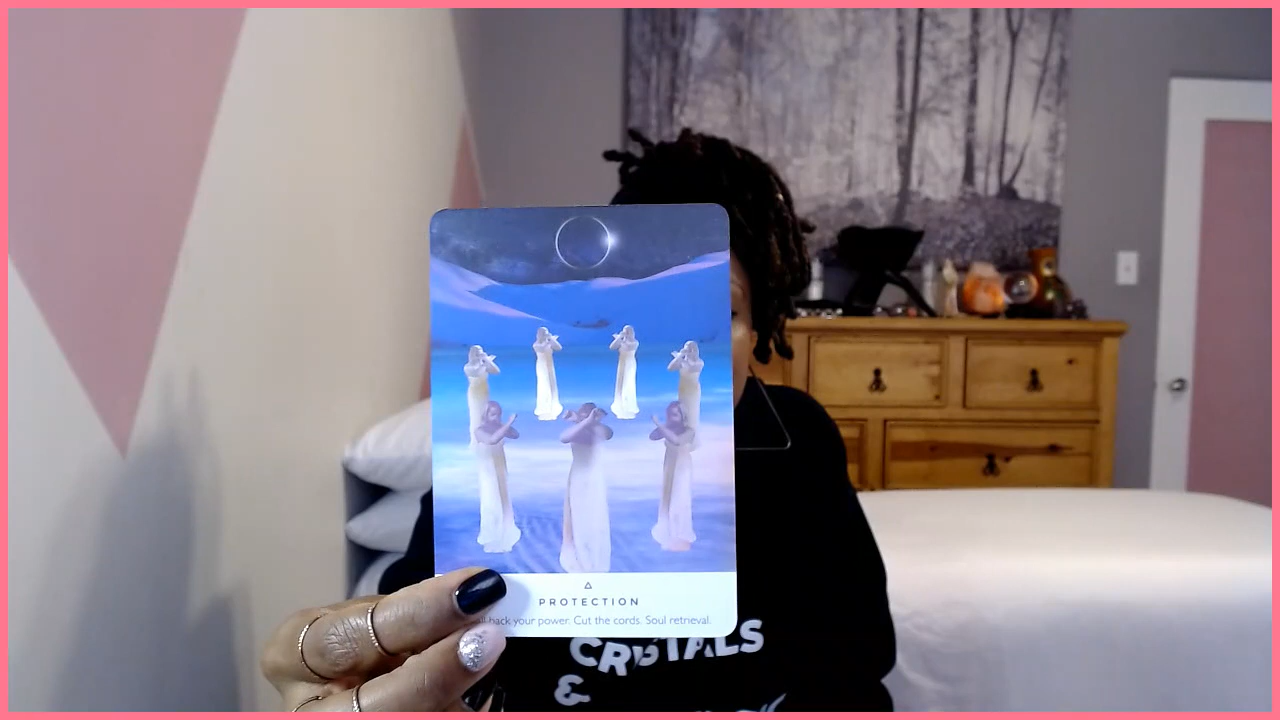 PROTECTION
back your power. Cut the cords. Soul retrieval.
CRYSTALS
&